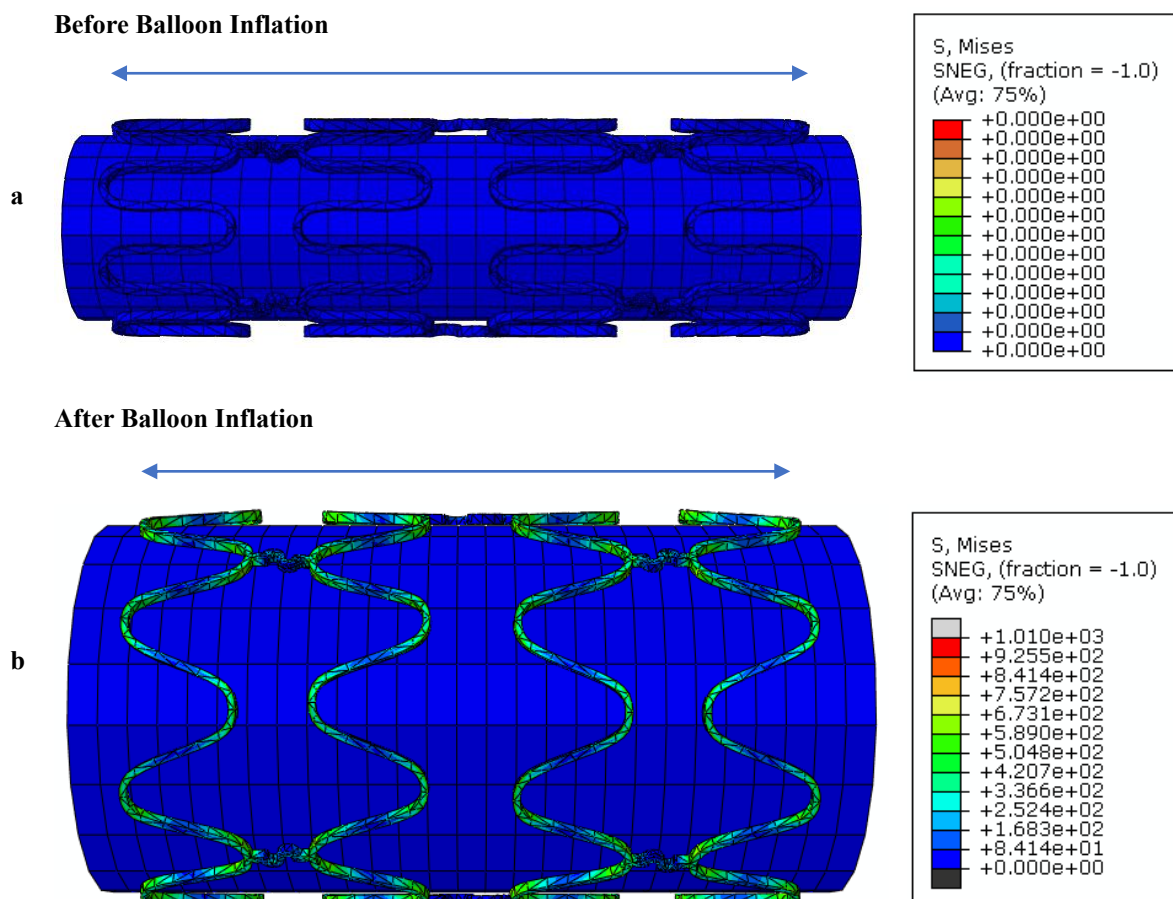 Before Balloon Inflation
S, Mises
SNEG, (fraction = -1.0)
(Avg: 75%)
+0.000e+00
+0.000e+00
+0.000e+00
+0.000e+00
+0.000e+00
+0.000e+00
+0.000e+00
+0.000e+00
+0.000e+00
+0.000e+00
+0.000e+00
+0.000e+00
+0.000e+00
a
After Balloon Inflation
S, Mises
SNEG, (fraction = -1.0)
(Avg: 75%)
+1.010e+03
+9.255e+02
+8.414e+02
+7.572e+02
+6.731e+02
+5.890e+02
+5.048e+02
+4.207e+02
+3.366e+02
+2.524e+02
+1.683e+02
+8.414e+01
+0.000e+00
b